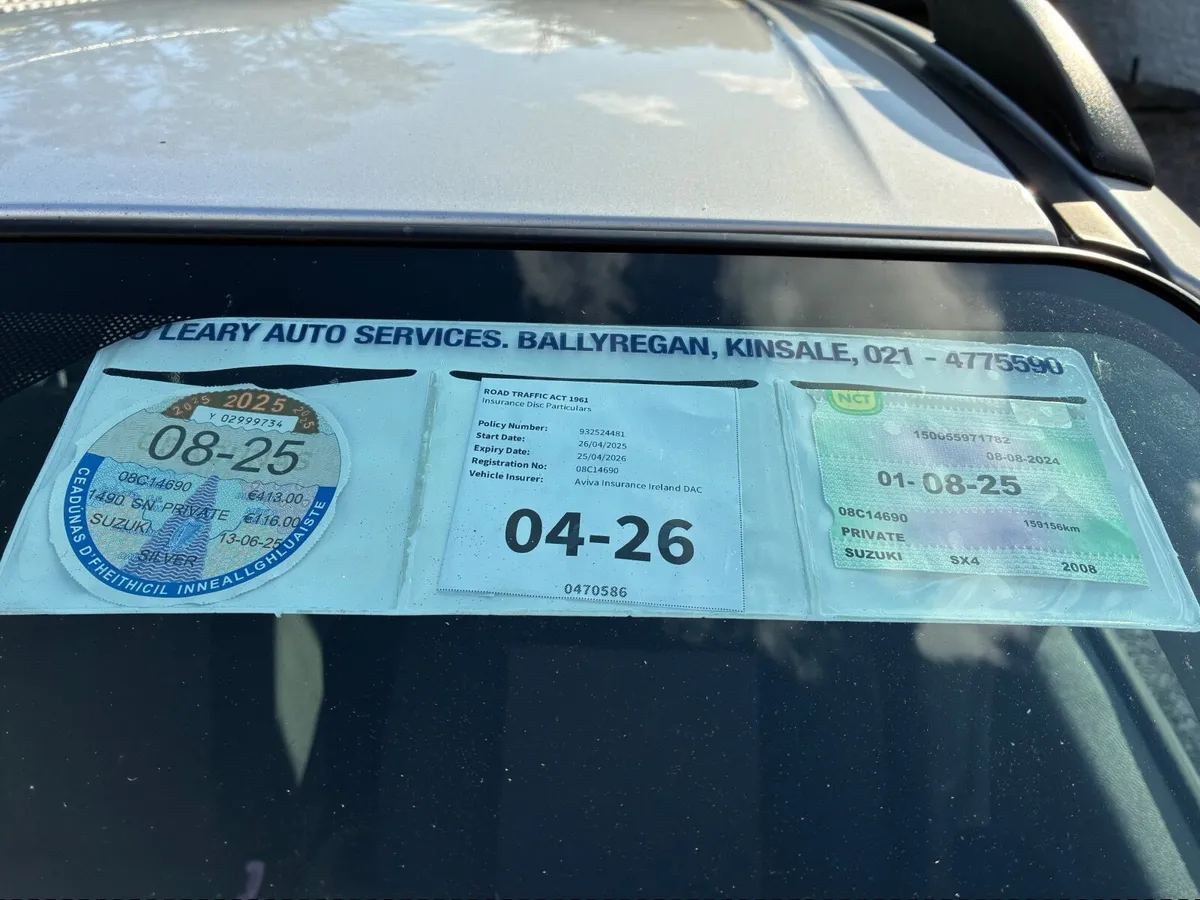 O'LEARY AUTO SERVICES. BALLYREGAN, KINSALE, 021 - 4775590
2025 2025 2025
Y 02999734
08-25
08C14690 €413.00
1490 SN PRIVATE €116.00
SUZUKI 13-06-25
SILVER
CEADÚNAS D'FHEITHICIL INNEALLGHLUAISTE
ROAD TRAFFIC ACT 1961
Insurance Disc Particulars
Policy Number: 932524481
Start Date: 26/04/2025
Expiry Date: 25/04/2026
Registration No: 08C14690
Vehicle Insurer: Aviva Insurance Ireland DAC
04-26
0470586
NCT
150655971782
08-08-2024
01-08-25
08C14690 159156km
PRIVATE
SUZUKI SX4 2008